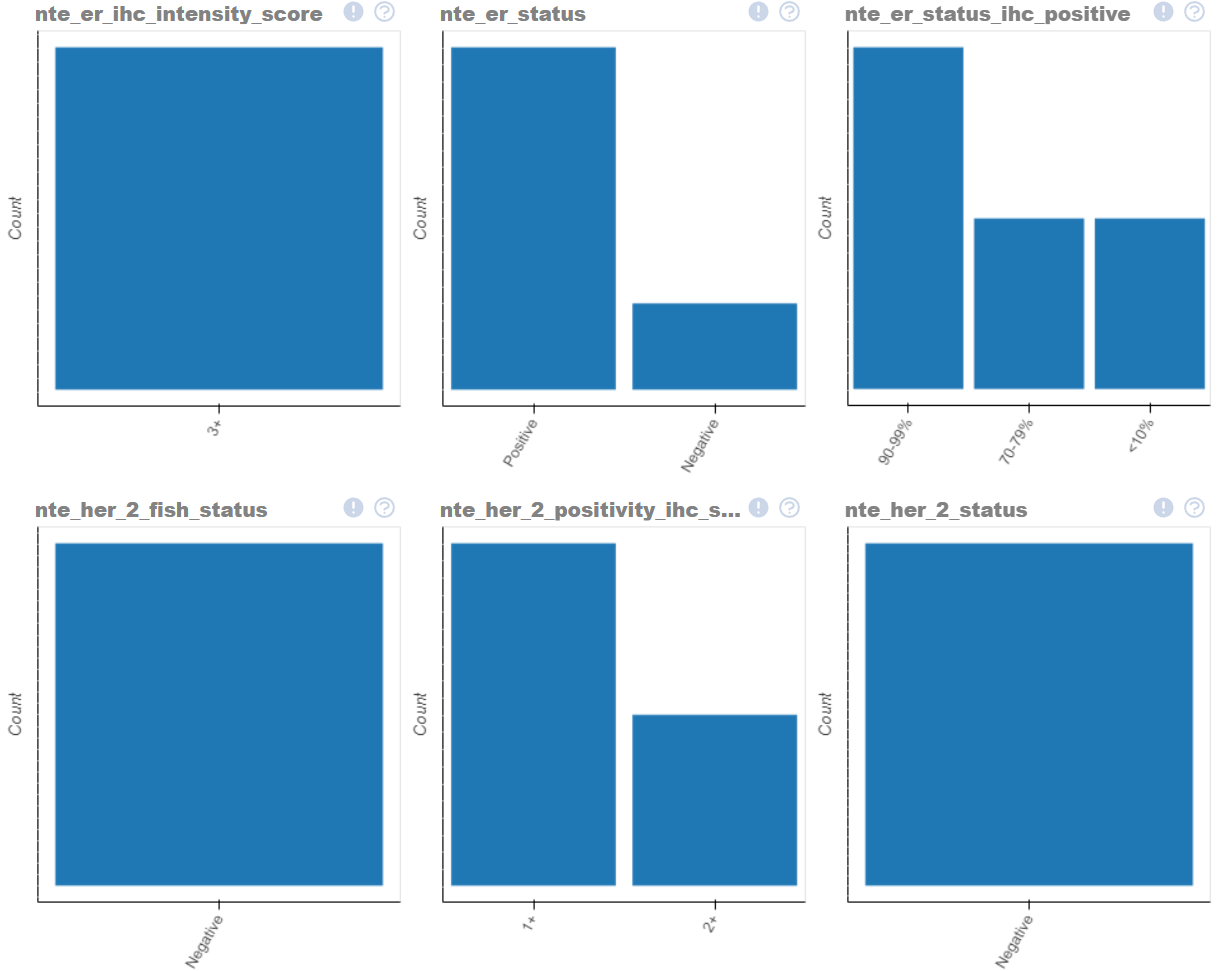 nte_er_ihc_intensity_score
Count
3+
nte_er_status
Count
Positive
Negative
nte_er_status_ihc_positive
Count
90-99%
70-79%
<10%
nte_her_2_fish_status
Count
Negative
nte_her_2_positivity_ihc_s...
Count
1+
2+
nte_her_2_status
Count
Negative